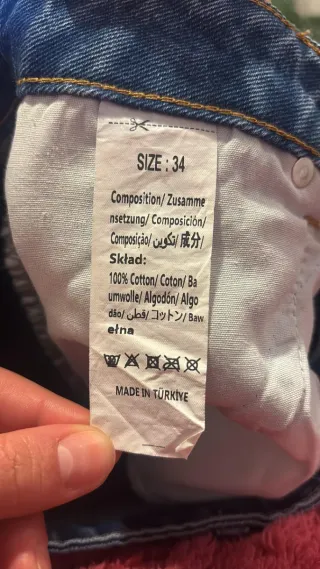 SIZE : 34
Composition/ Zusamme
nsetzung/ Composición/
Composição/ تكوين/ 成分/
Skład:
100% Cotton/ Coton/ Ba
umwolle/ Algodón/ Algo
dão/ قطن/ コットン/ Baw
ełna
MADE IN TÜRKİYE